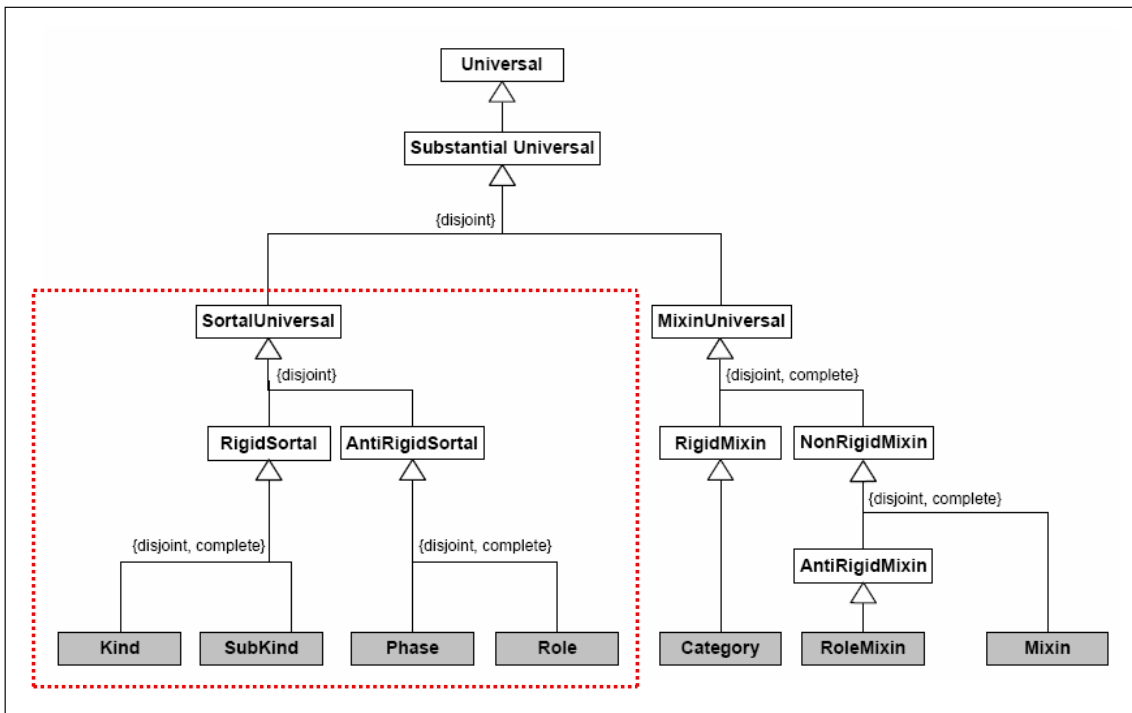 Universal
Substantial Universal
{disjoint}
SortalUniversal
MixinUniversal
{disjoint}
{disjoint, complete}
RigidSortal
AntiRigidSortal
RigidMixin
NonRigidMixin
{disjoint, complete}
{disjoint, complete}
{disjoint, complete}
AntiRigidMixin
Kind
SubKind
Phase
Role
Category
RoleMixin
Mixin